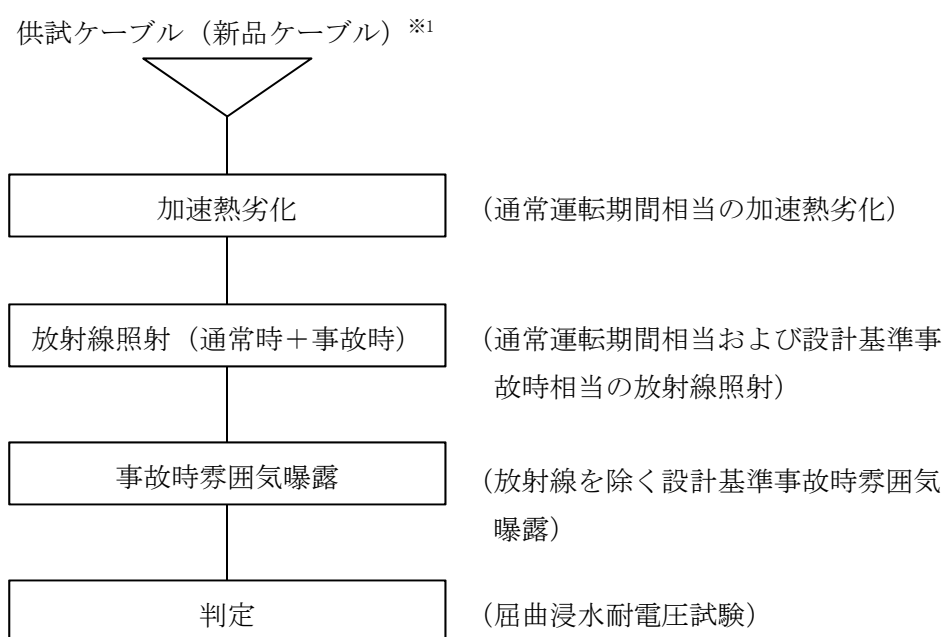 供試ケーブル（新品ケーブル）※1
加速熱劣化
（通常運転期間相当の加速熱劣化）
放射線照射（通常時＋事故時）
（通常運転期間相当および設計基準事
故時相当の放射線照射）
事故時雰囲気曝露
（放射線を除く設計基準事故時雰囲気
曝露）
判定
（屈曲浸水耐電圧試験）